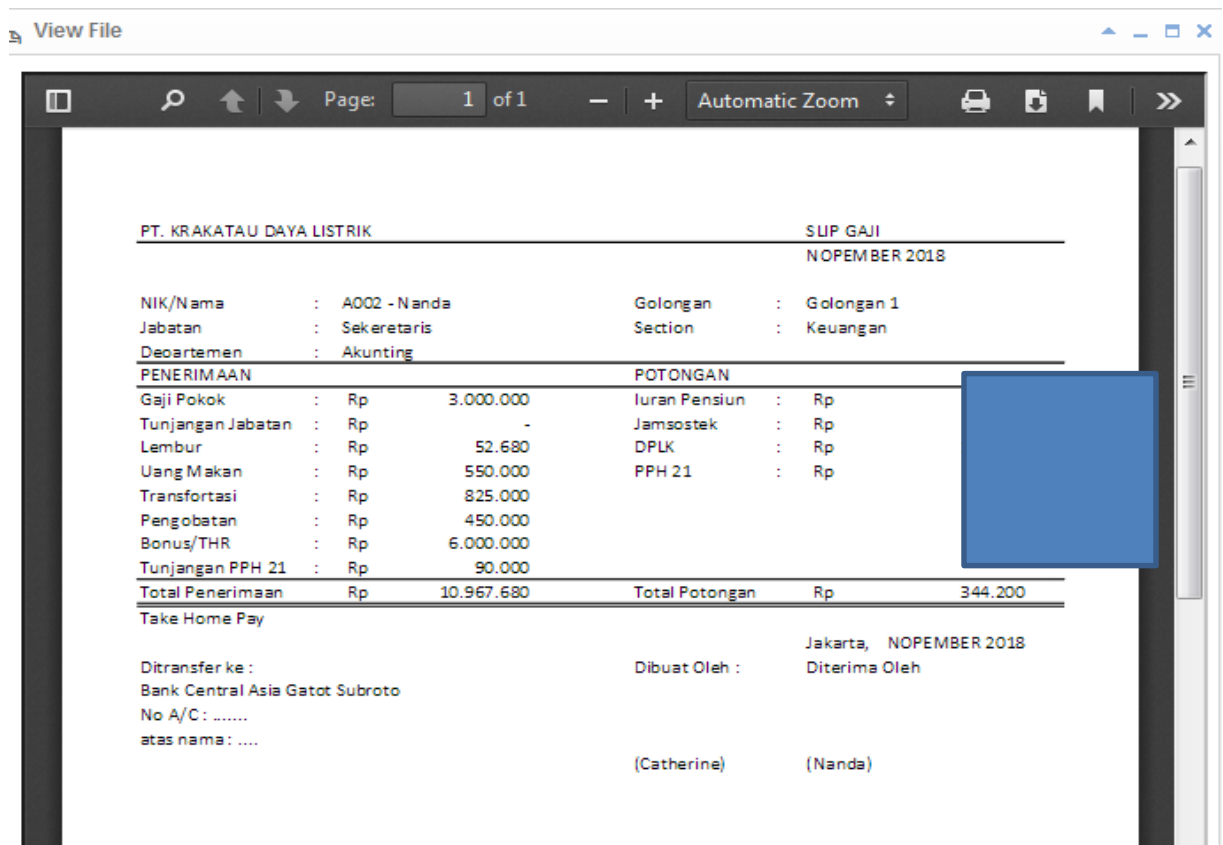 View File
Page: 1 of 1 Automatic Zoom
PT. KRAKATAU DAYA LISTRIK SLIP GAJI
NOPEMBER 2018
NIK/Nama : A002 - Nanda Golongan : Golongan 1
Jabatan : Sekeretaris Section : Keuangan
Deoartemen : Akunting
PENERIMAAN POTONGAN
Gaji Pokok : Rp 3.000.000 Iuran Pensiun : Rp
Tunjangan Jabatan : Rp - Jamsostek : Rp
Lembur : Rp 52.680 DPLK : Rp
Uang Makan : Rp 550.000 PPH 21 : Rp
Transfortasi : Rp 825.000
Pengobatan : Rp 450.000
Bonus/THR : Rp 6.000.000
Tunjangan PPH 21 : Rp 90.000
Total Penerimaan Rp 10.967.680 Total Potongan Rp 344.200
Take Home Pay
Jakarta, NOPEMBER 2018
Ditransfer ke : Dibuat Oleh : Diterima Oleh
Bank Central Asia Gatot Subroto
No A/C : .......
atas nama : ....
(Catherine) (Nanda)